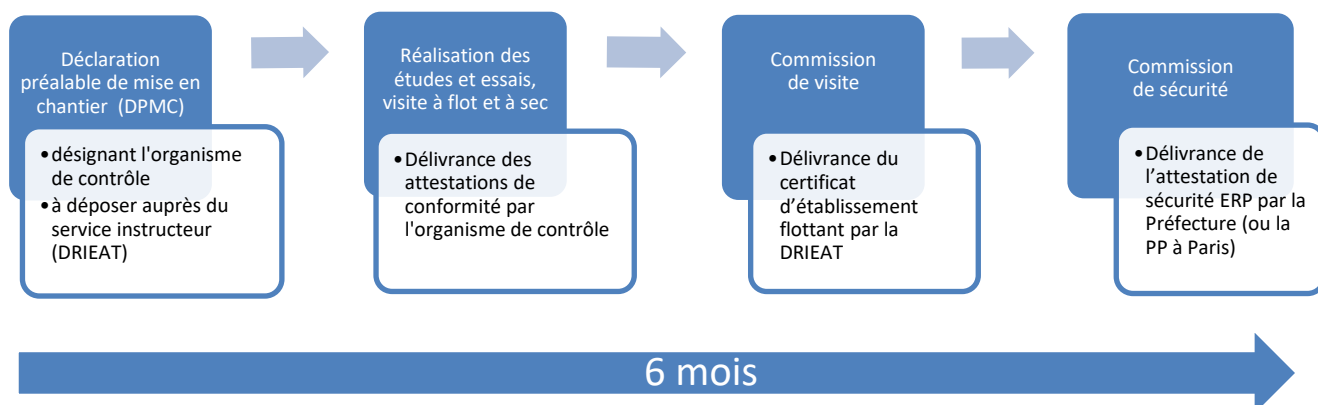 Déclaration
préalable de mise en
chantier (DPMC)
•désignant l'organisme
de contrôle
•à déposer auprès du
service instructeur
(DRIEAT)
Réalisation des
études et essais,
visite à flot et à sec
•Délivrance des
attestations de
conformité par
l'organisme de contrôle
Commission
de visite
•Délivrance du
certificat
d’établissement
flottant par la
DRIEAT
Commission
de sécurité
•Délivrance de
l’attestation de
sécurité ERP par la
Préfecture (ou la
PP à Paris)
6 mois